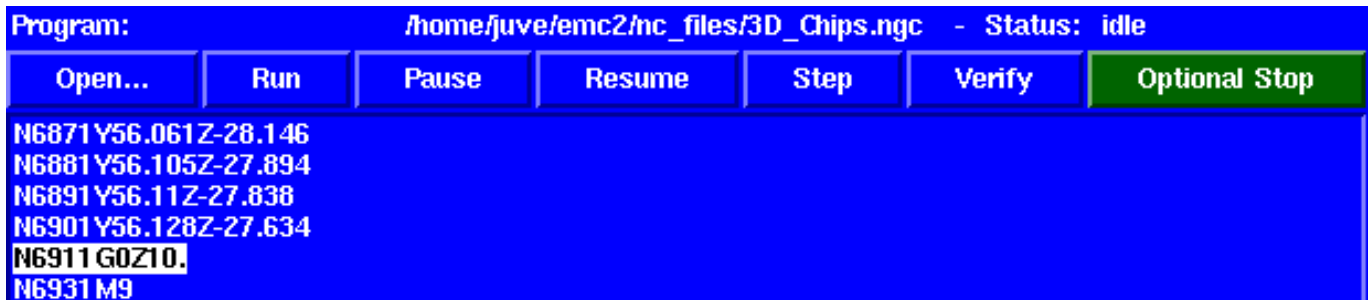 Program: /home/juve/emc2/nc_files/3D_Chips.ngc - Status: idle
Open... Run Pause Resume Step Verify Optional Stop
N6871Y56.061Z-28.146
N6881Y56.105Z-27.894
N6891Y56.11Z-27.838
N6901Y56.128Z-27.634
N6911G0Z10.
N6931M9